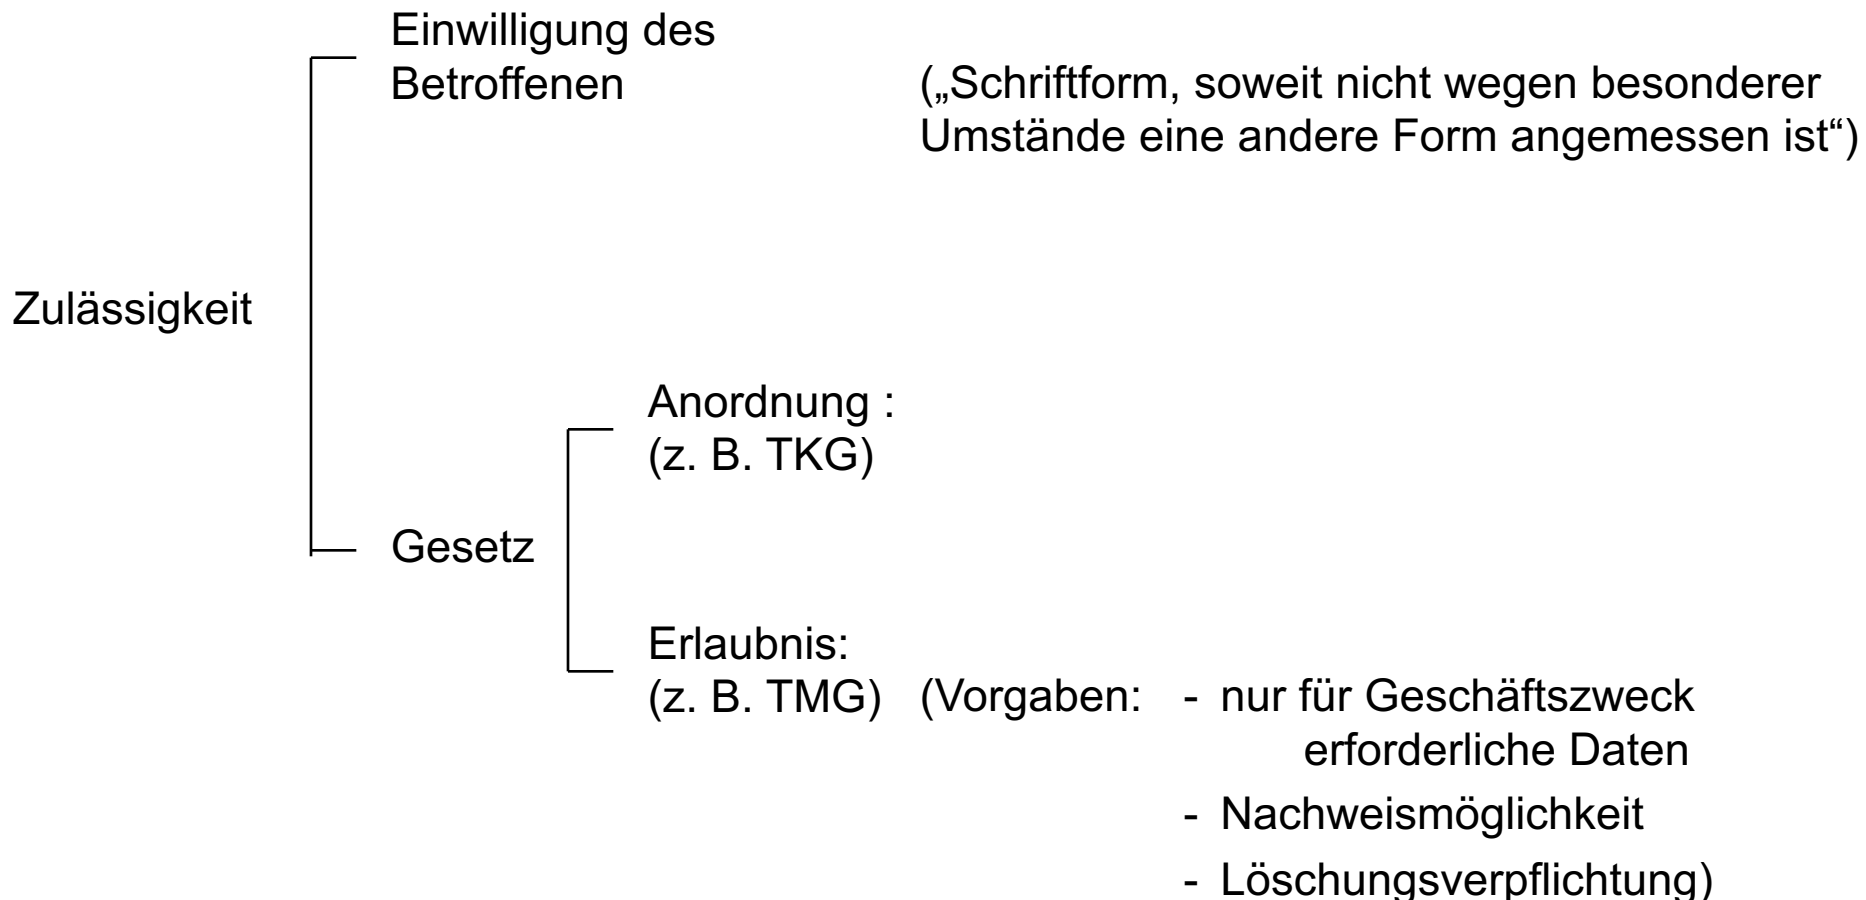 Einwilligung des
Betroffenen
(„Schriftform, soweit nicht wegen besonderer
Umstände eine andere Form angemessen ist“)
Zulässigkeit
Anordnung :
(z. B. TKG)
Gesetz
Erlaubnis:
(z. B. TMG) (Vorgaben: - nur für Geschäftszweck
erforderliche Daten
- Nachweismöglichkeit
- Löschungsverpflichtung)